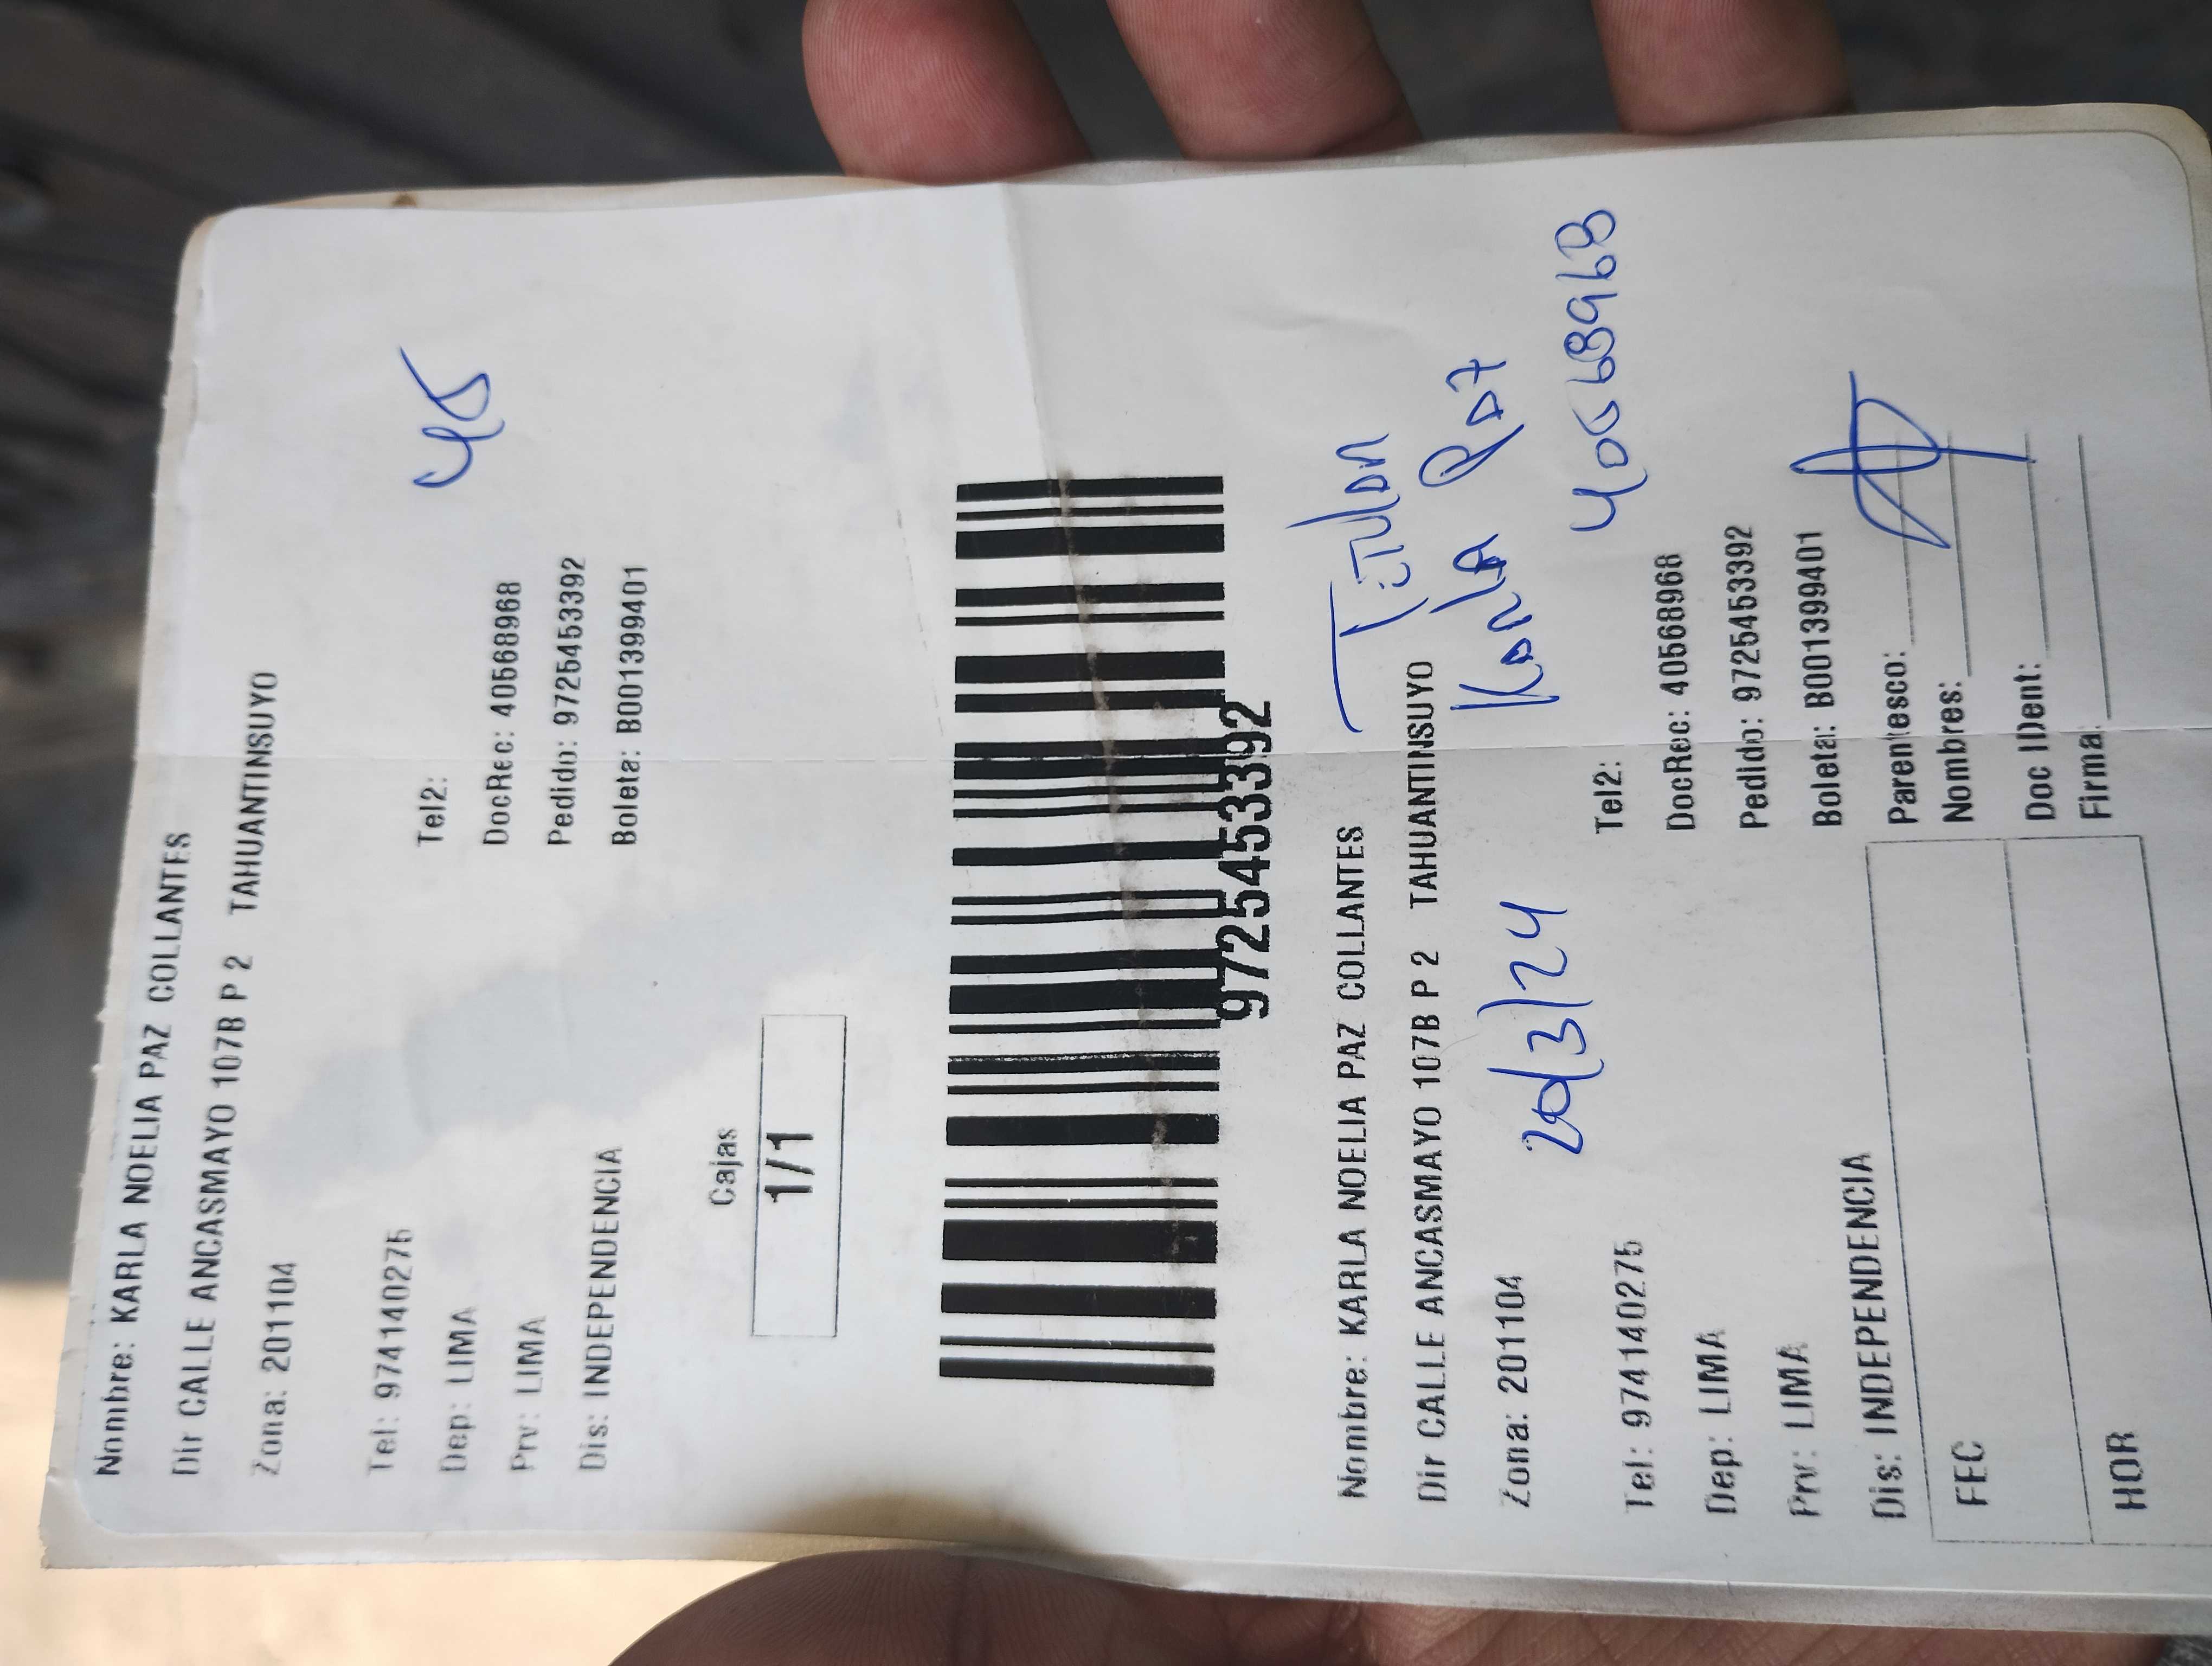 Nombre: KARLA NOELIA PAZ COLLANTES
Dir CALLE ANCASMAYO 107B P 2 TAHUANTINSUYO
Zona: 201104
45
Tel: 974140275 Tel2:
Dep: LIMA DocRec: 40568968
Prv: LIMA Pedido: 9725453392
Dis: INDEPENDENCIA Boleta: B001399401
Cajas
1/1
9725453392
Titular
Nombre: KARLA NOELIA PAZ COLLANTES
Dir CALLE ANCASMAYO 107B P 2 TAHUANTINSUYO
Karla Paz
Zona: 201104 20/3/24
40568968
Tel: 974140275 Tel2:
Dep: LIMA DocRec: 40568968
Prv: LIMA Pedido: 9725453392
Dis: INDEPENDENCIA Boleta: B001399401
FEC Parentesco:
Nombres:
HOR Doc IDent:
Firma: